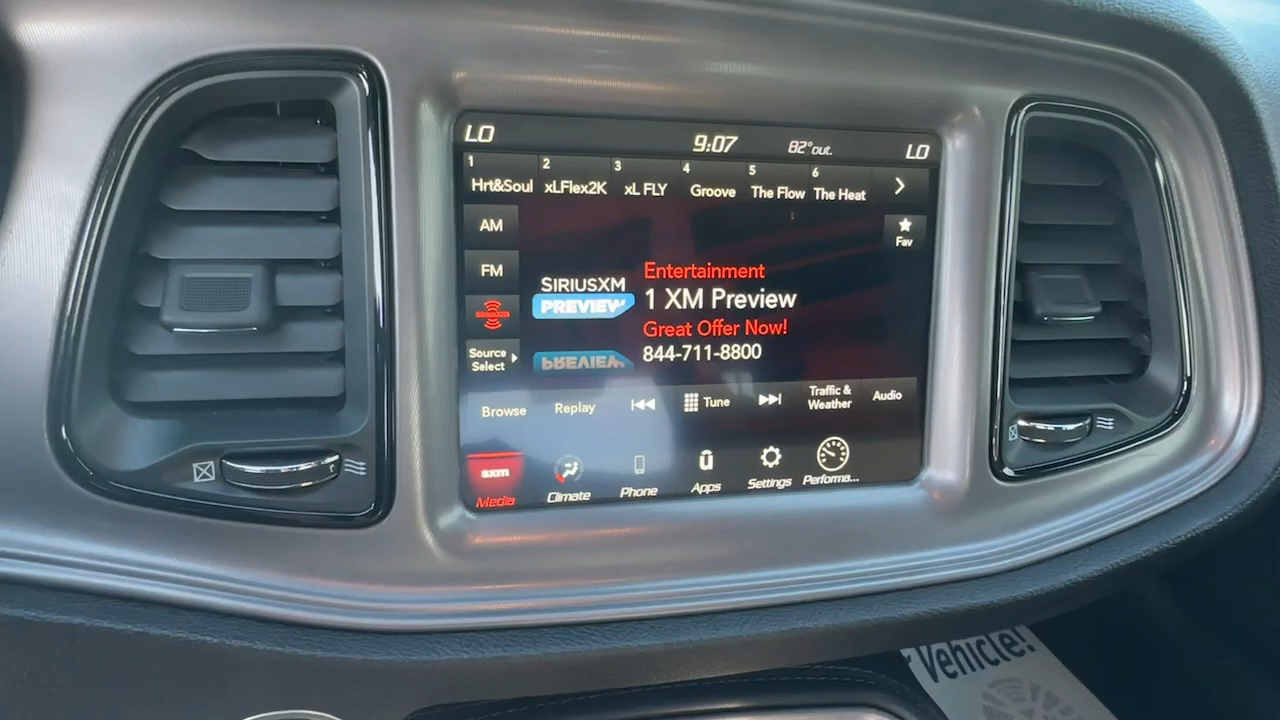 LO 9:07 82° out. LO
1 2 3 4 5 6
Hrt&Soul xLFlex2K xL FLY Groove The Flow The Heat
AM
Fav
FM
SIRIUSXM
PREVIEW
Entertainment
1 XM Preview
Great Offer Now!
844-711-8800
SiriusXM
Source
Select
Browse Replay Tune Traffic &
Weather Audio
sxm
Media Climate Phone Apps Settings Performa...
Vehicle!